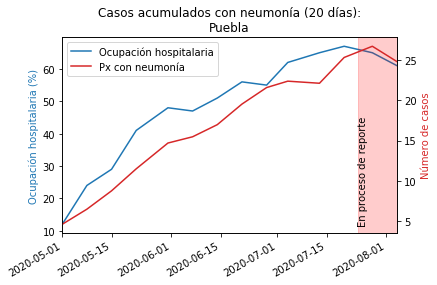 Casos acumulados con neumonía (20 días):
Puebla
Ocupación hospitalaria
Px con neumonía
Ocupación hospitalaria (%)
60
50
40
30
20
10
25
20
15
10
5
Número de casos
En proceso de reporte
2020-05-01
2020-05-15
2020-06-01
2020-06-15
2020-07-01
2020-07-15
2020-08-01